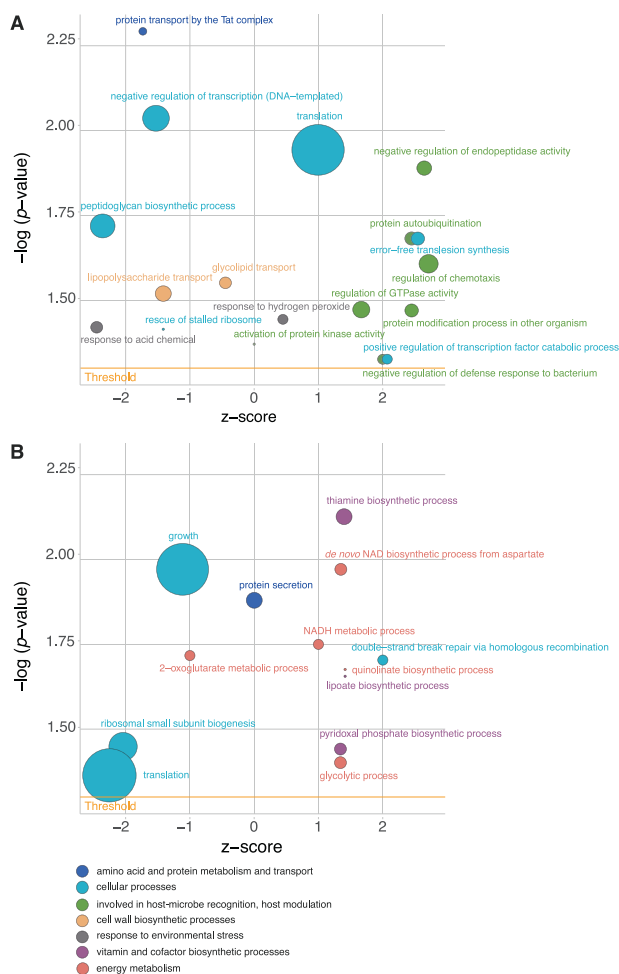 A
protein transport by the Tat complex
2.25
negative regulation of transcription (DNA−templated)
translation
2.00
negative regulation of endopeptidase activity
−log (p−value)
peptidoglycan biosynthetic process
1.75
protein autoubiquitination
error−free translesion synthesis
glycolipid transport
lipopolysaccharide transport
regulation of chemotaxis
regulation of GTPase activity
1.50
response to hydrogen peroxide
rescue of stalled ribosome
protein modification process in other organism
response to acid chemical
activation of protein kinase activity
positive regulation of transcription factor catabolic process
Threshold
negative regulation of defense response to bacterium
−2 −1 0 1 2
z−score
B
2.25
thiamine biosynthetic process
growth
2.00
de novo NAD biosynthetic process from aspartate
protein secretion
−log (p−value)
NADH metabolic process
1.75
double−strand break repair via homologous recombination
2−oxoglutarate metabolic process
quinolinate biosynthetic process
lipoate biosynthetic process
ribosomal small subunit biogenesis
1.50
pyridoxal phosphate biosynthetic process
translation
glycolytic process
Threshold
−2 −1 0 1 2
z−score
amino acid and protein metabolism and transport
cellular processes
involved in host-microbe recognition, host modulation
cell wall biosynthetic processes
response to environmental stress
vitamin and cofactor biosynthetic processes
energy metabolism